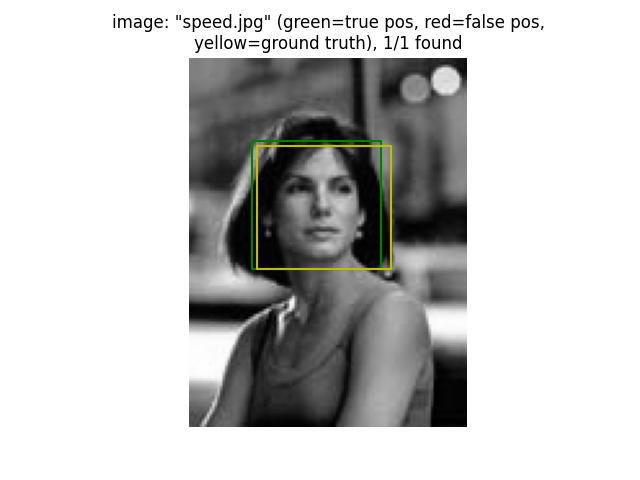 image: "speed.jpg" (green=true pos, red=false pos,
yellow=ground truth), 1/1 found